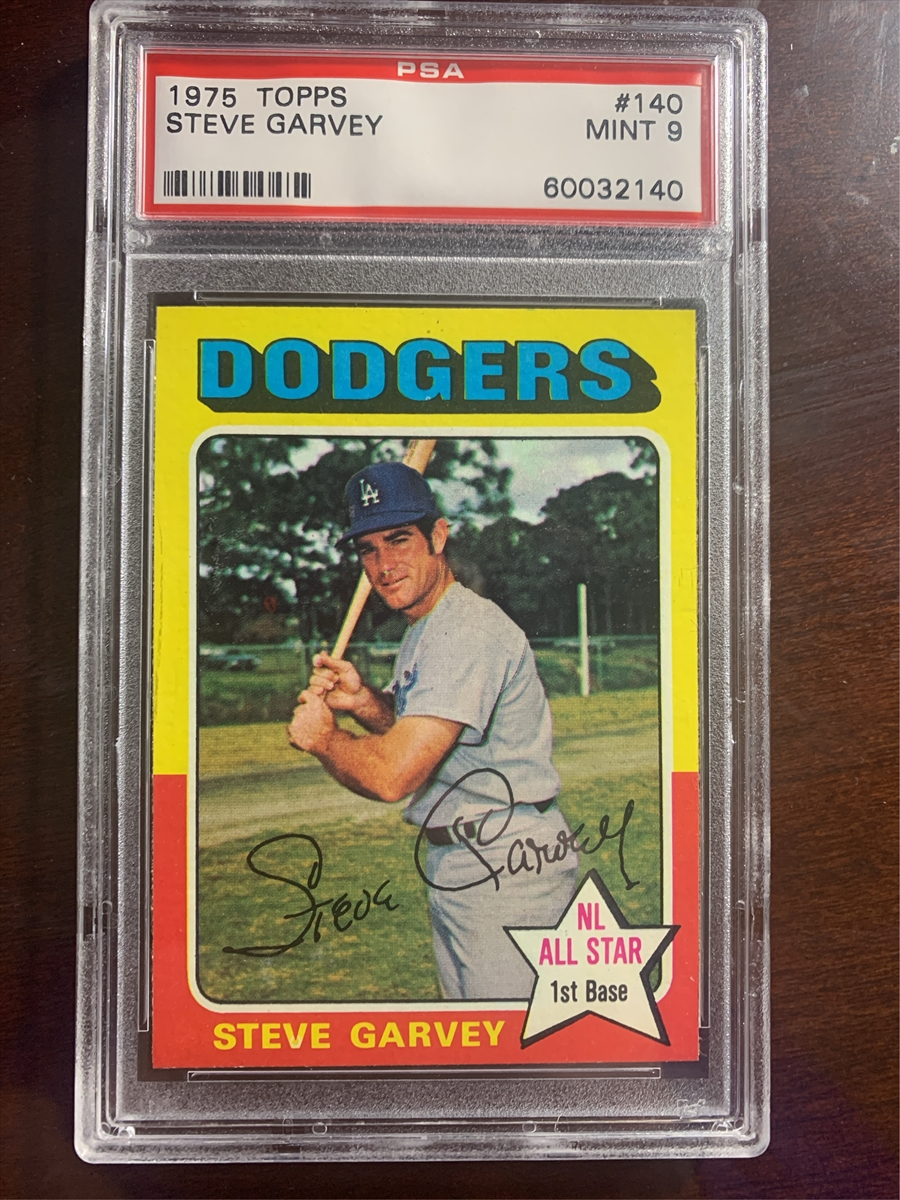 PSA
1975 TOPPS #140
STEVE GARVEY MINT 9
60032140
DODGERS
LA
Steve Garvey
NL
ALL STAR
1st Base
STEVE GARVEY